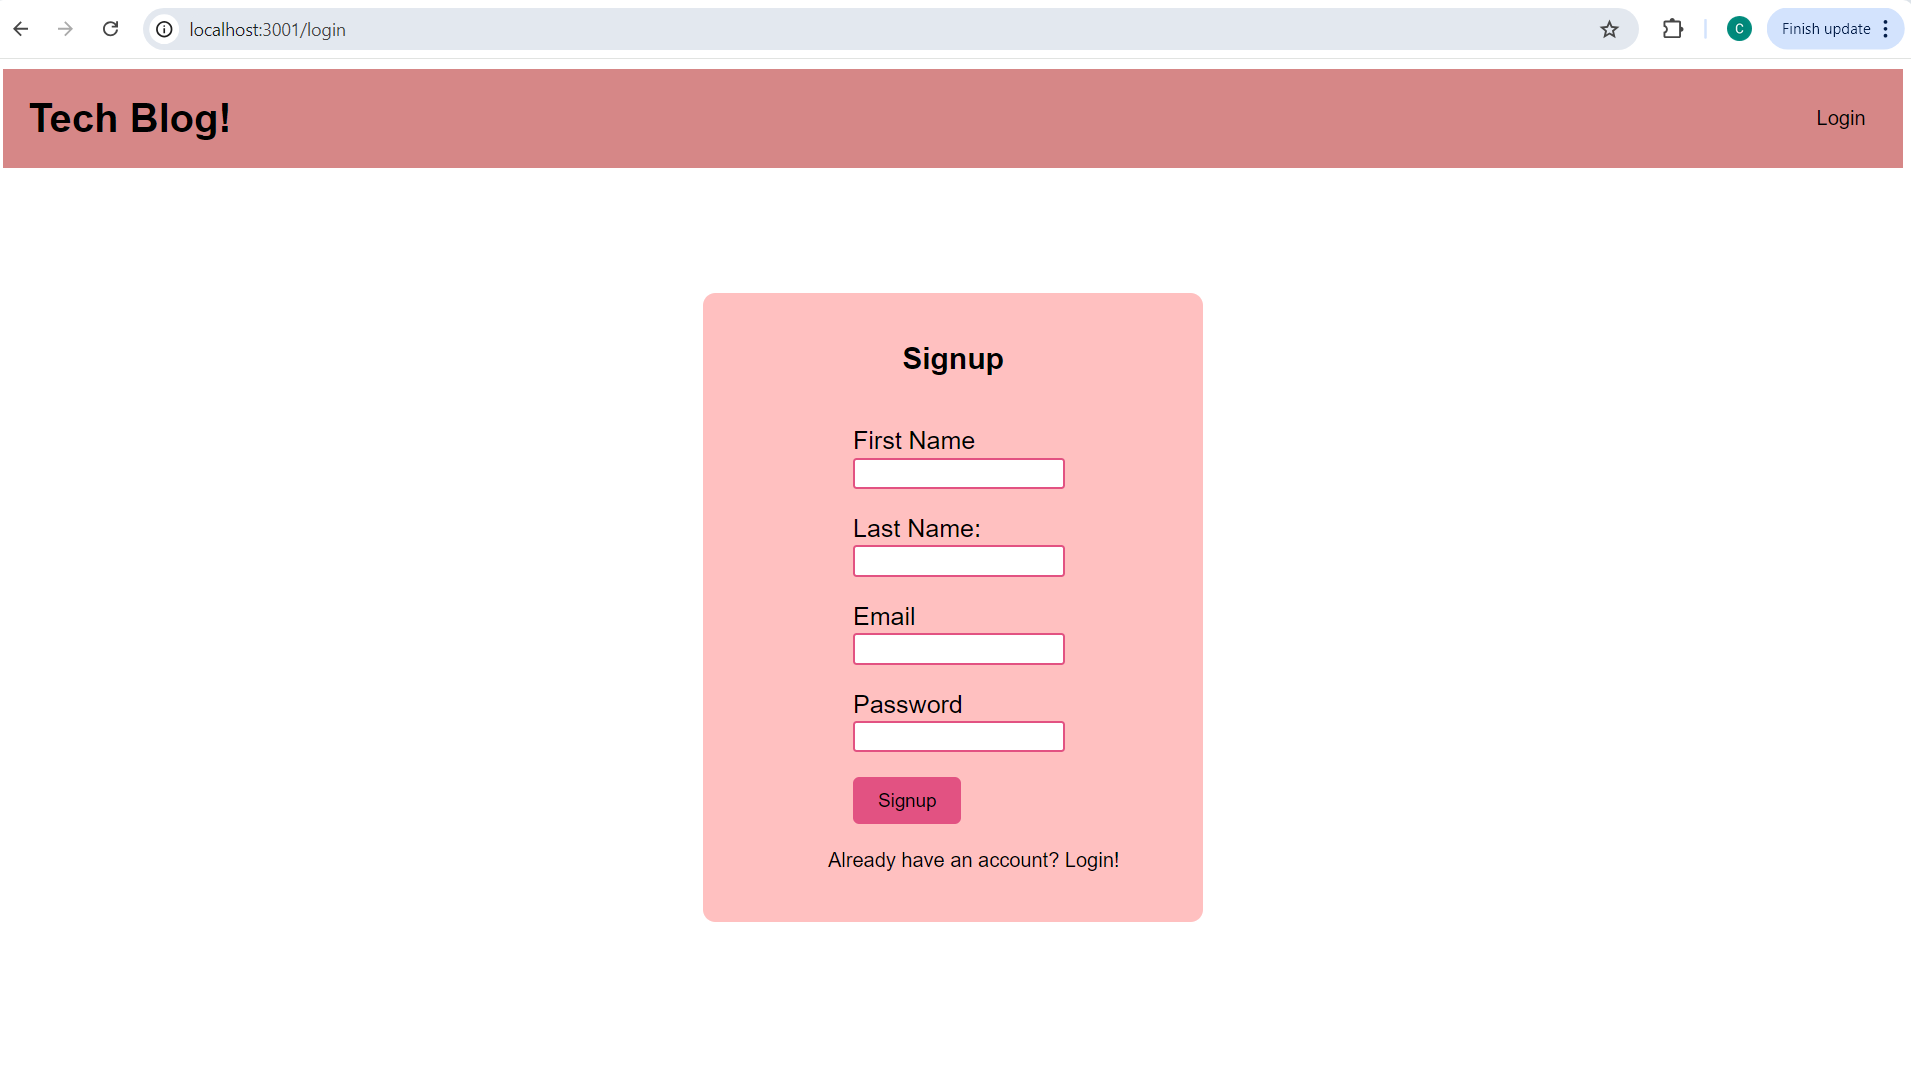 localhost:3001/login
C
Finish update
Tech Blog!
Login
Signup
First Name
Last Name:
Email
Password
Signup
Already have an account? Login!